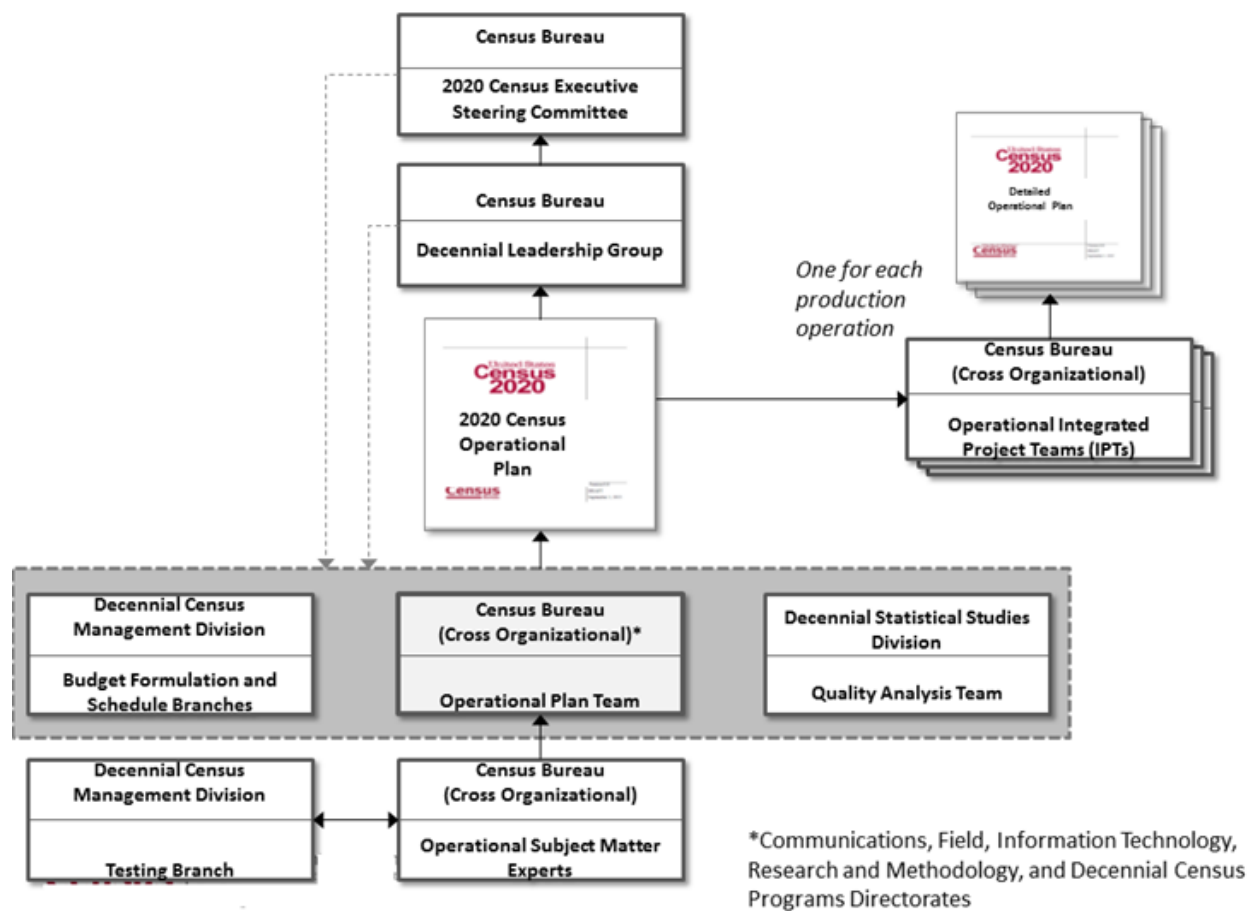 Census Bureau
2020 Census Executive
Steering Committee
Census Bureau
Decennial Leadership Group
United States
Census
2020
Detailed
Operational Plan
Census
One for each
production
operation
Census Bureau
(Cross Organizational)
Operational Integrated
Project Teams (IPTs)
United States
Census
2020
2020 Census
Operational
Plan
Census
Decennial Census
Management Division
Budget Formulation and
Schedule Branches
Census Bureau
(Cross Organizational)*
Operational Plan Team
Decennial Statistical Studies
Division
Quality Analysis Team
Decennial Census
Management Division
Testing Branch
Census Bureau
(Cross Organizational)
Operational Subject Matter
Experts
*Communications, Field, Information Technology,
Research and Methodology, and Decennial Census
Programs Directorates